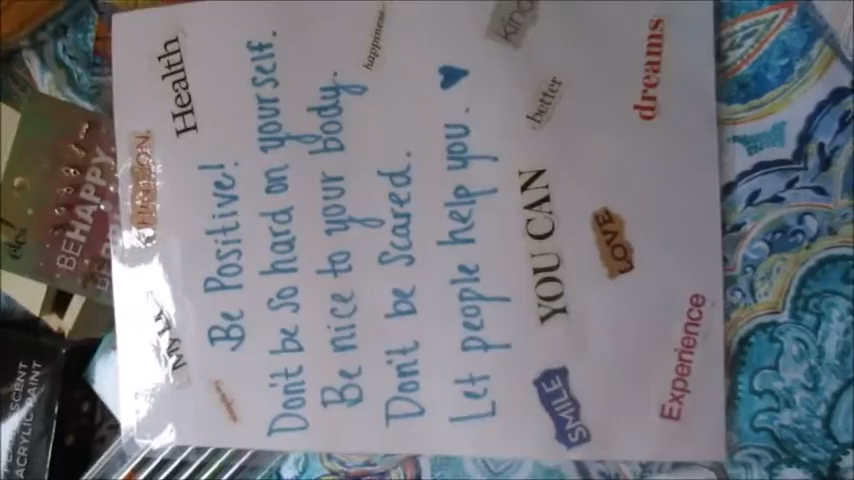 Health
Be Positive!
Don't be so hard on yourself.
Be nice to your body.
Don't be scared.
Let people help you.
happiness
kind
better
dreams
YOU CAN
LOVE
SMILE
Experience
BE HAPPY
BE
ACRYLIC PAINT